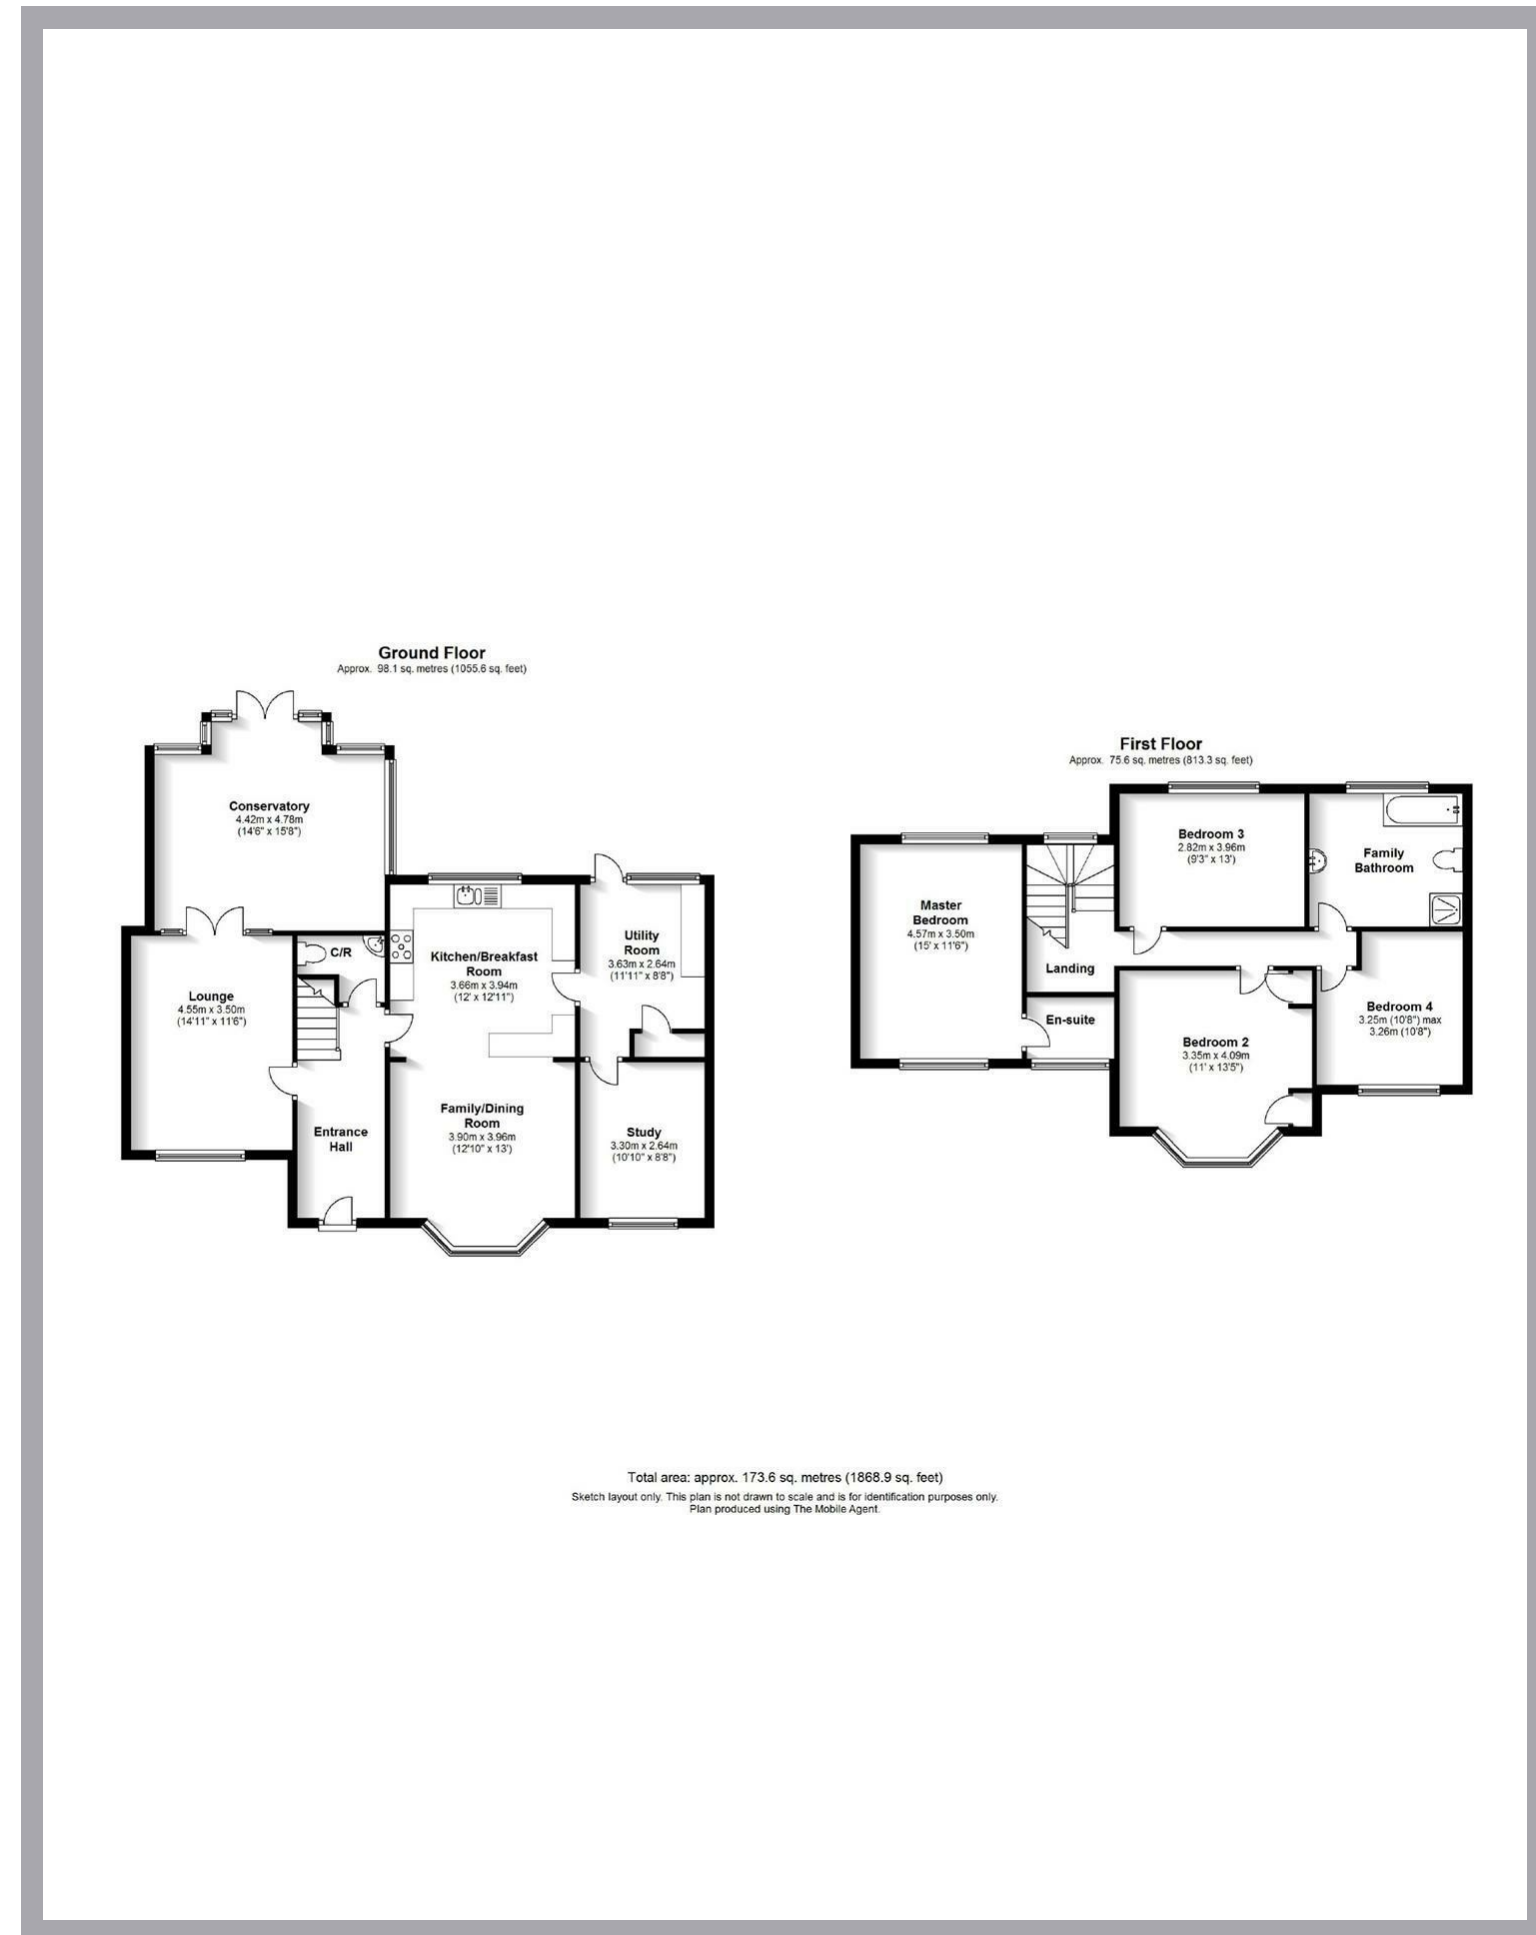 Ground Floor
Approx. 98.1 sq. metres (1055.6 sq. feet)
Conservatory
4.42m x 4.78m
(14'6" x 15'8")
C/R
Lounge
4.55m x 3.50m
(14'11" x 11'6")
Kitchen/Breakfast
Room
3.66m x 3.94m
(12' x 12'11")
Utility
Room
3.63m x 2.64m
(11'11" x 8'8")
Entrance
Hall
Family/Dining
Room
3.90m x 3.96m
(12'10" x 13')
Study
3.30m x 2.64m
(10'10" x 8'8")
First Floor
Approx. 75.6 sq. metres (813.3 sq. feet)
Master
Bedroom
4.57m x 3.50m
(15' x 11'6")
Landing
En-suite
Bedroom 3
2.82m x 3.96m
(9'3" x 13')
Family
Bathroom
Bedroom 2
3.35m x 4.09m
(11' x 13'5")
Bedroom 4
3.25m (10'8") max
3.26m (10'8")
Total area: approx. 173.6 sq. metres (1868.9 sq. feet)
Sketch layout only. This plan is not drawn to scale and is for identification purposes only.
Plan produced using The Mobile Agent.